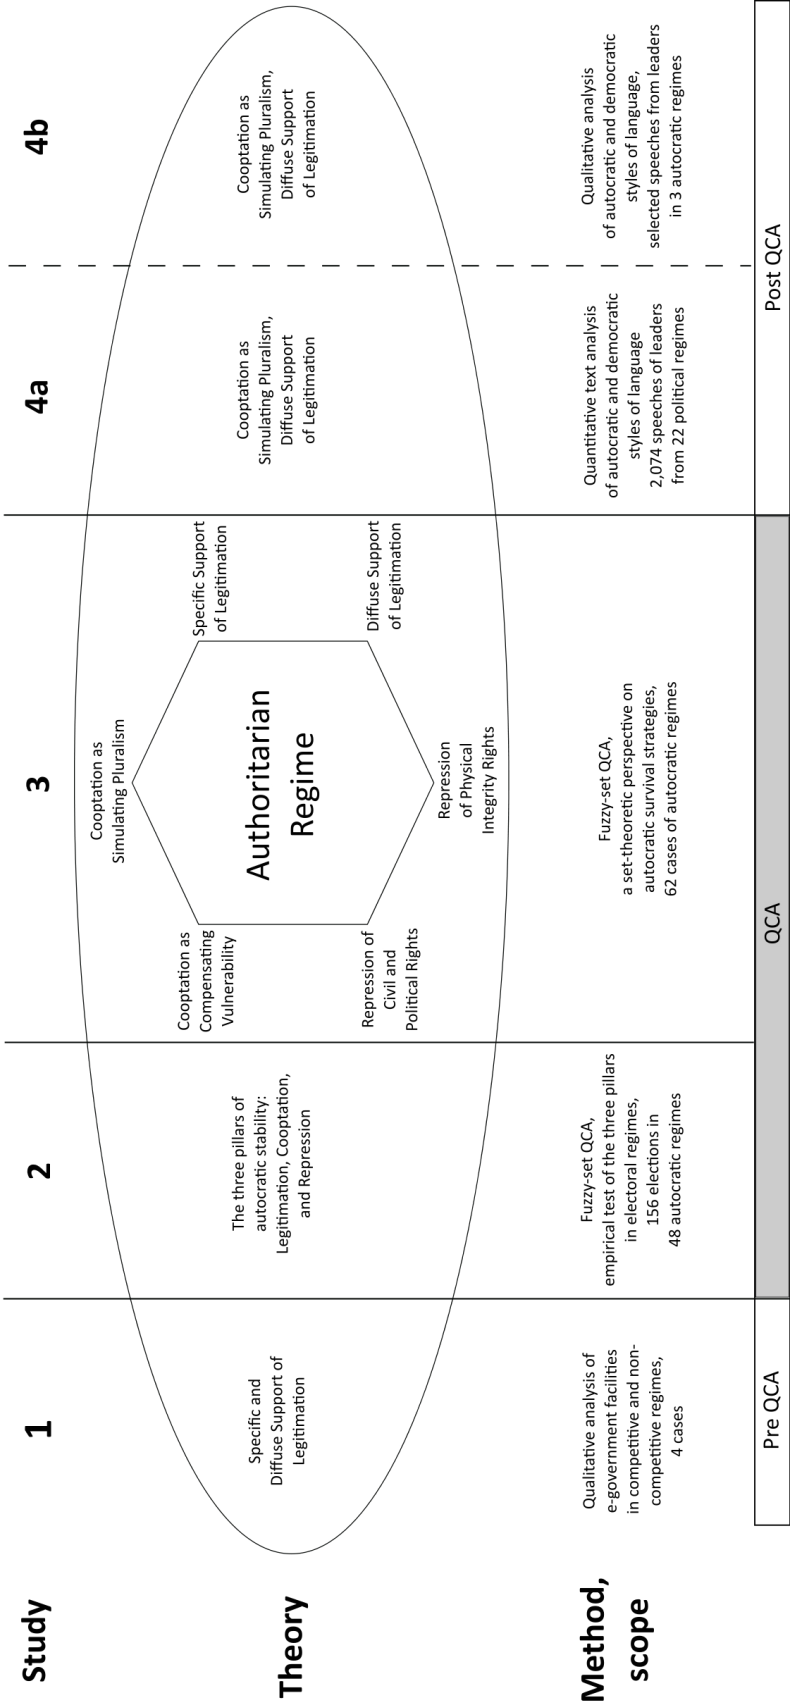 Study
1
2
3
4a
4b
Theory
Specific and
Diffuse Support of
Legitimation
The three pillars of
autocratic stability:
Legitimation, Cooptation,
and Repression
Cooptation as
Simulating Pluralism
Cooptation as
Compensating
Vulnerability
Specific Support
of Legitimation
Authoritarian
Regime
Repression of
Civil and
Political Rights
Diffuse Support
of Legitimation
Repression
of Physical
Integrity Rights
Cooptation as
Simulating Pluralism,
Diffuse Support
of Legitimation
Cooptation as
Simulating Pluralism,
Diffuse Support
of Legitimation
Method,
scope
Qualitative analysis of
e-government facilities
in competitive and non-
competitive regimes,
4 cases
Fuzzy-set QCA,
empirical test of the three pillars
in electoral regimes,
156 elections in
48 autocratic regimes
Fuzzy-set QCA,
a set-theoretic perspective on
autocratic survival strategies,
62 cases of autocratic regimes
Quantitative text analysis
of autocratic and democratic
styles of language
2,074 speeches of leaders
from 22 political regimes
Qualitative analysis
of autocratic and democratic
styles of language,
selected speeches from leaders
in 3 autocratic regimes
Pre QCA
QCA
Post QCA